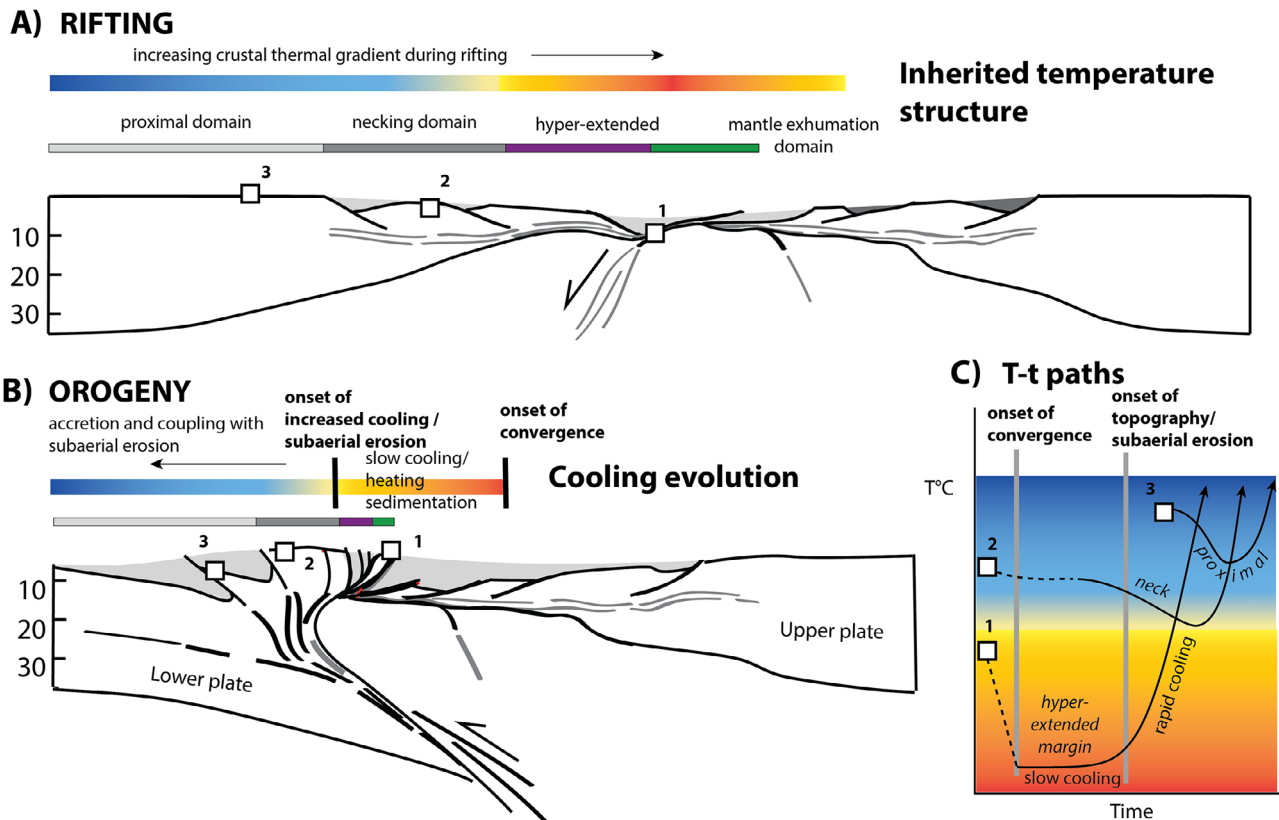 A) RIFTING
increasing crustal thermal gradient during rifting
Inherited temperature
structure
proximal domain
necking domain
hyper-extended
mantle exhumation
domain
3
2
1
10
20
30
B) OROGENY
accretion and coupling with
subaerial erosion
onset of
increased cooling /
subaerial erosion
onset of
convergence
slow cooling/
heating
sedimentation
Cooling evolution
3
2
1
10
20
30
Lower plate
Upper plate
C) T-t paths
onset of
convergence
onset of
topography/
subaerial erosion
T°C
3
2
1
proximal
neck
rapid cooling
hyper-
extended
margin
slow cooling
Time